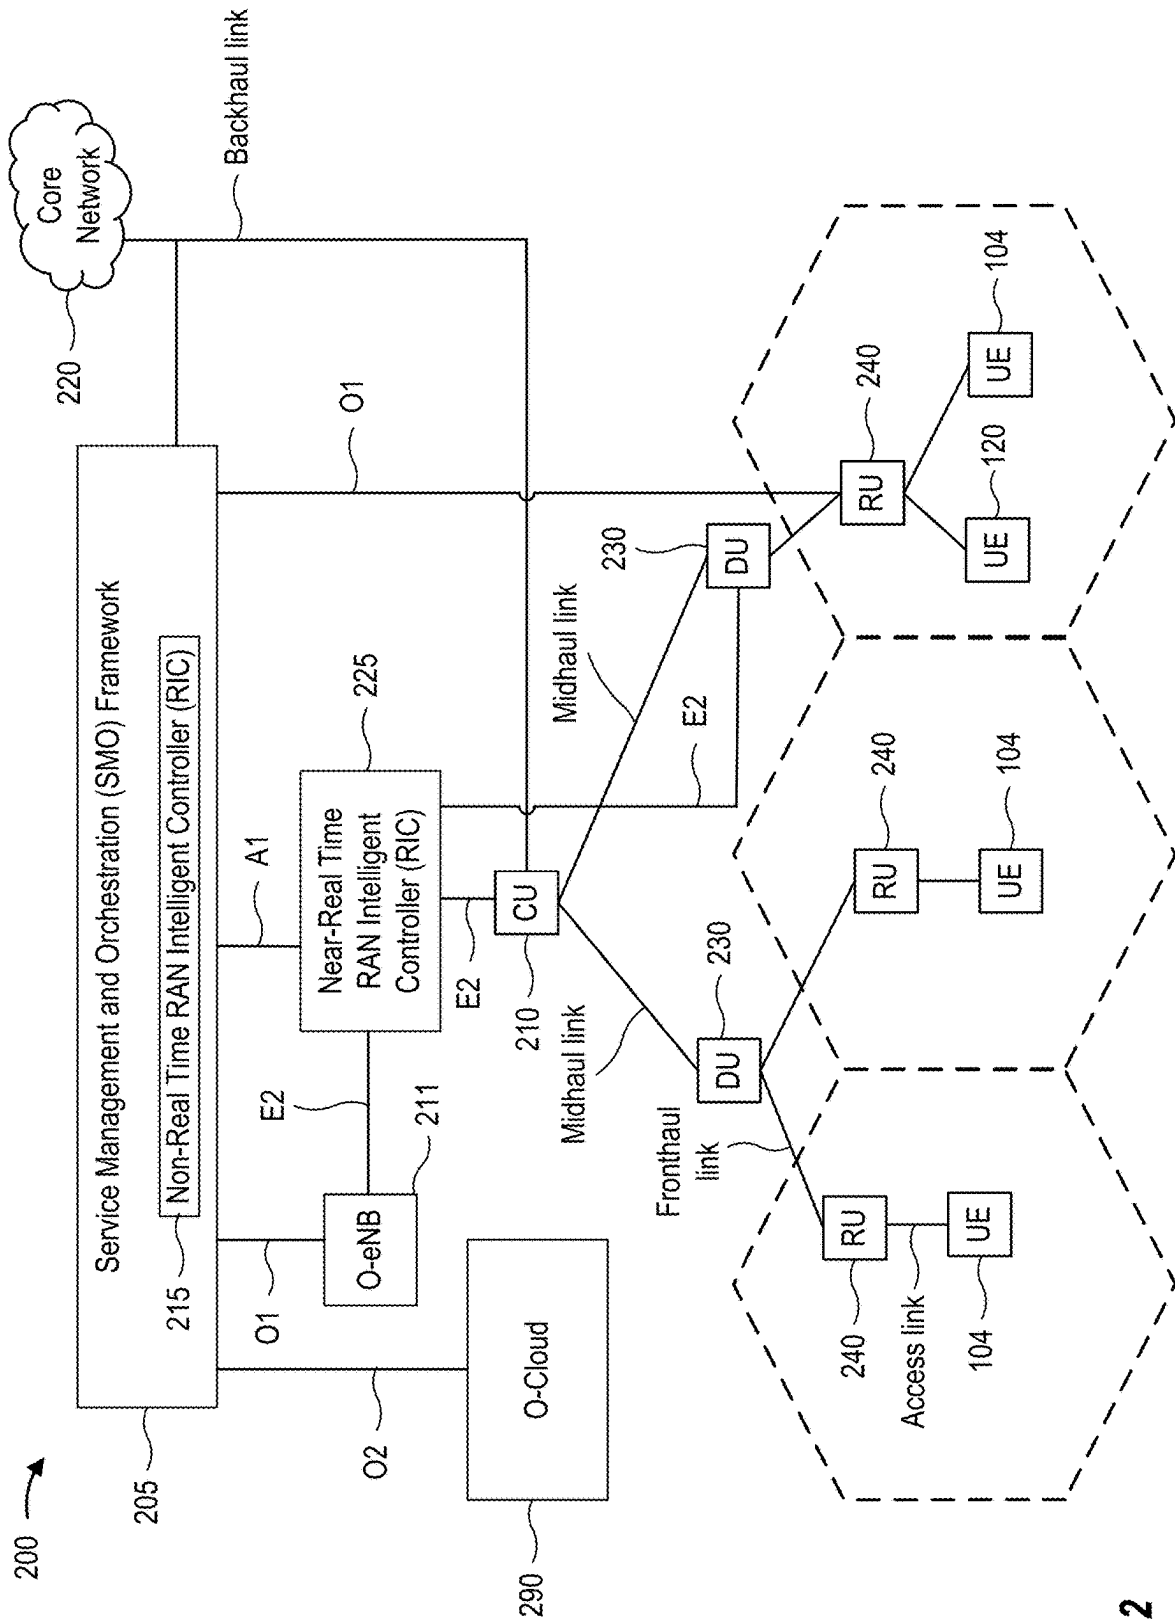 200
205
Service Management and Orchestration (SMO) Framework
215
Non-Real Time RAN Intelligent Controller (RIC)
220
Core
Network
Backhaul link
O2
O1
A1
O1
E2
Near-Real Time
RAN Intelligent
Controller (RIC)
225
O-eNB
211
O-Cloud
290
E2
CU
210
Midhaul link
Midhaul link
E2
DU
230
DU
230
Fronthaul
link
RU
240
Access link
UE
104
RU
240
UE
104
RU
240
UE
120
UE
104
2